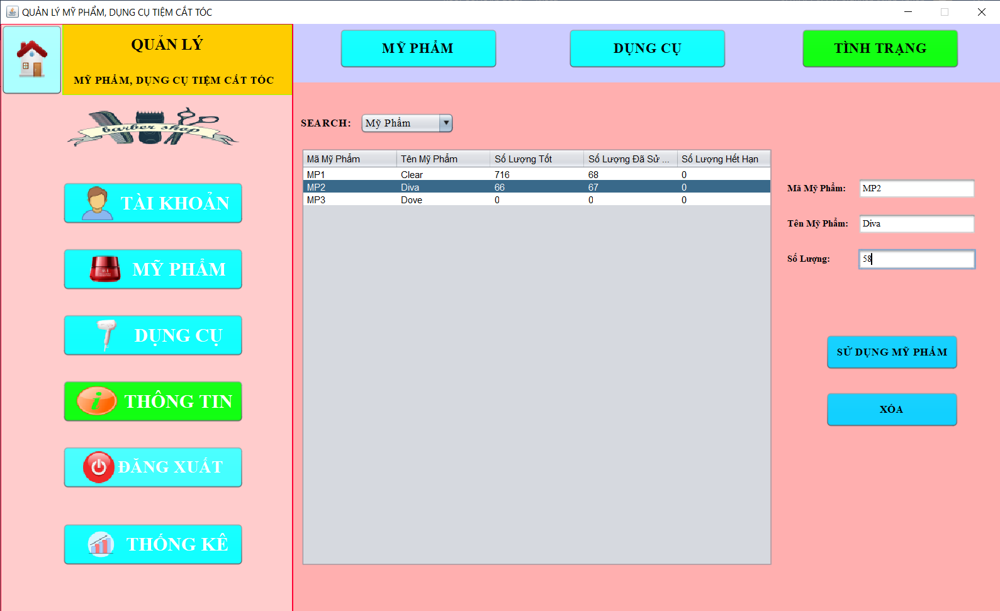 QUẢN LÝ MỸ PHẨM, DỤNG CỤ TIỆM CẮT TÓC
QUẢN LÝ
MỸ PHẨM, DỤNG CỤ TIỆM CẮT TÓC
barber shop
TÀI KHOẢN
MỸ PHẨM
DỤNG CỤ
THÔNG TIN
ĐĂNG XUẤT
THỐNG KÊ
MỸ PHẨM DỤNG CỤ TÌNH TRẠNG
SEARCH: Mỹ Phẩm
Mã Mỹ Phẩm Tên Mỹ Phẩm Số Lượng Tốt Số Lượng Đã Sử ... Số Lượng Hết Hạn
MP1 Clear 716 68 0
MP2 Diva 66 67 0
MP3 Dove 0 0 0
Mã Mỹ Phẩm: MP2
Tên Mỹ Phẩm: Diva
Số Lượng: 58
SỬ DỤNG MỸ PHẨM
XÓA